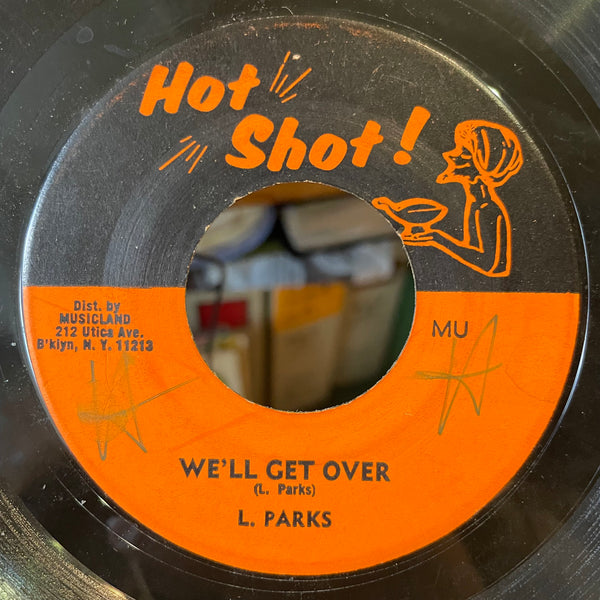 Hot
Shot!
Dist. by
MUSICLAND
212 Utica Ave.
B'klyn, N. Y. 11213
MU
WE'LL GET OVER
(L. Parks)
L. PARKS